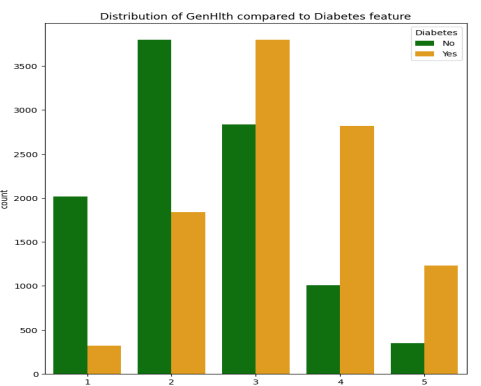 Distribution of GenHlth compared to Diabetes feature
Diabetes
No
Yes
3500
3000
2500
2000
1500
1000
500
0
count
1 2 3 4 5